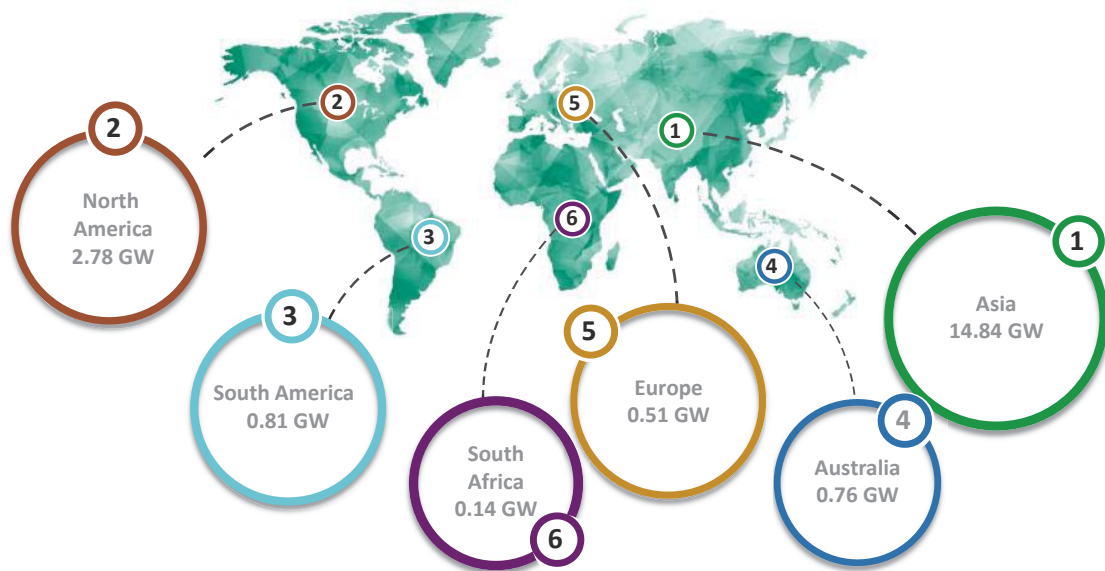 2
5
1
6
3
4
2
North
America
2.78 GW
1
Asia
14.84 GW
3
South America
0.81 GW
5
Europe
0.51 GW
4
Australia
0.76 GW
South
Africa
0.14 GW
6